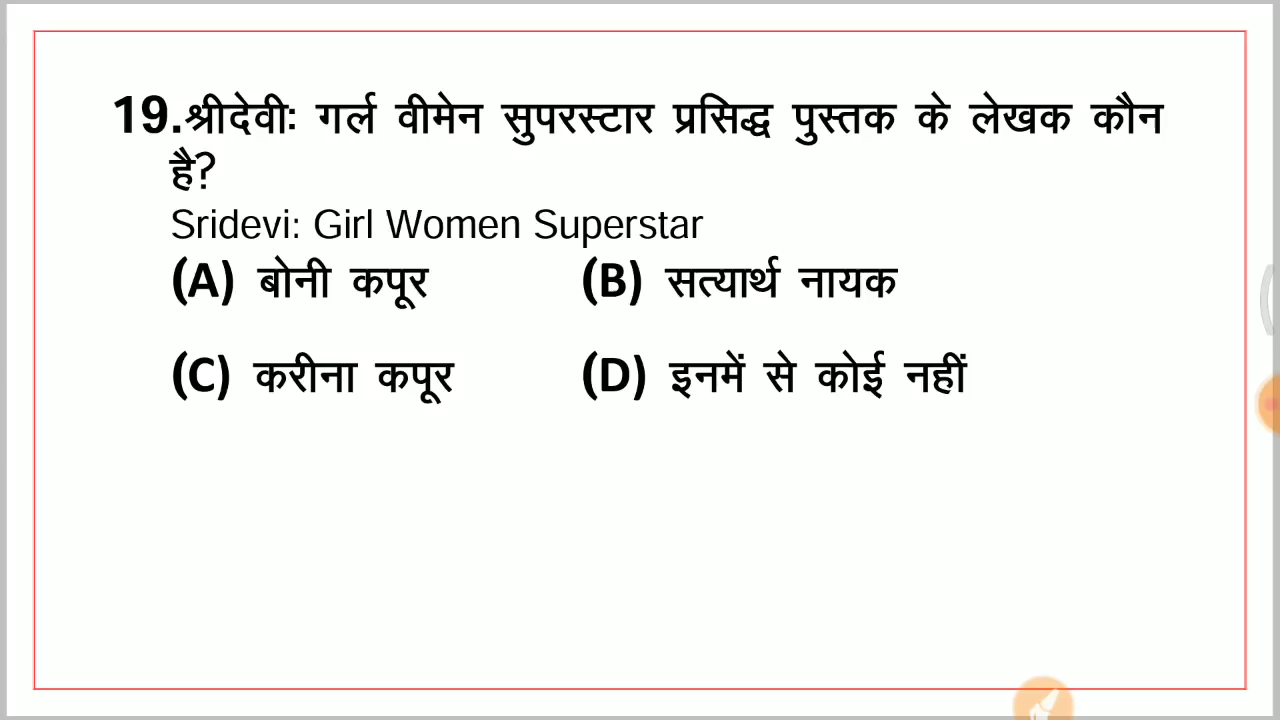 19.श्रीदेवीः गर्ल वीमेन सुपरस्टार प्रसिद्ध पुस्तक के लेखक कौन
है?
Sridevi: Girl Women Superstar
(A) बोनी कपूर (B) सत्यार्थ नायक
(C) करीना कपूर (D) इनमें से कोई नहीं